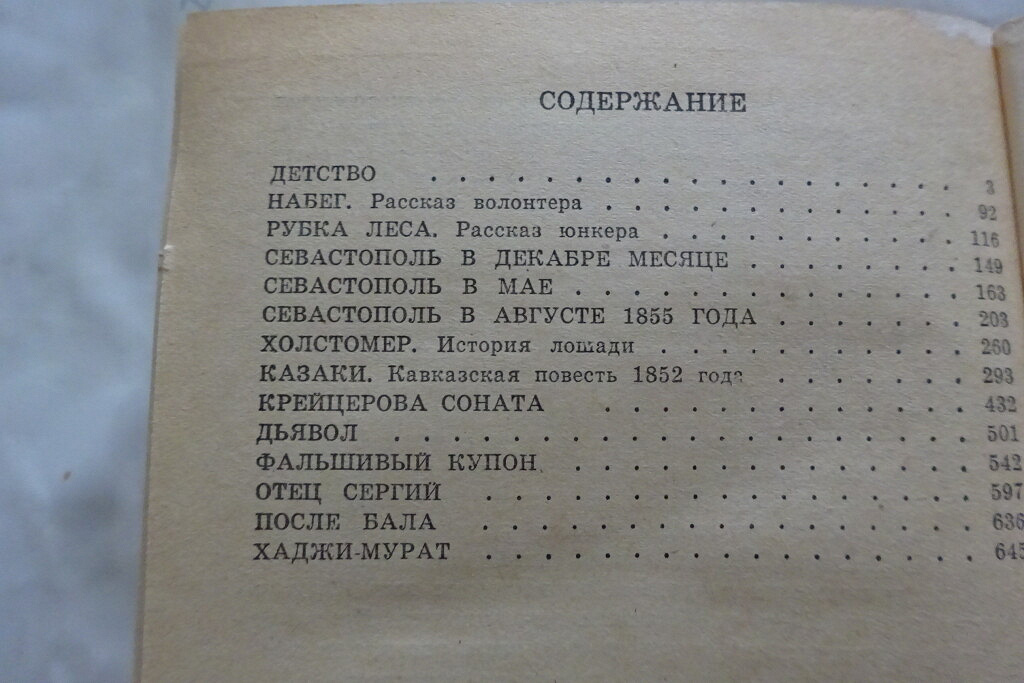 СОДЕРЖАНИЕ
ДЕТСТВО . . . . . . . . . . . . . . . . . . 3
НАБЕГ. Рассказ волонтера . . . . . . . . . . . . 92
РУБКА ЛЕСА. Рассказ юнкера . . . . . . . . . . . 116
СЕВАСТОПОЛЬ В ДЕКАБРЕ МЕСЯЦЕ . . . . . . . . 149
СЕВАСТОПОЛЬ В МАЕ . . . . . . . . . . . . . . 163
СЕВАСТОПОЛЬ В АВГУСТЕ 1855 ГОДА . . . . . . . 203
ХОЛСТОМЕР. История лошади . . . . . . . . . . . 260
КАЗАКИ. Кавказская повесть 1852 года . . . . . . . 293
КРЕЙЦЕРОВА СОНАТА . . . . . . . . . . . . . 432
ДЬЯВОЛ . . . . . . . . . . . . . . . . . . . . 501
ФАЛЬШИВЫЙ КУПОН . . . . . . . . . . . . . . 542
ОТЕЦ СЕРГИЙ . . . . . . . . . . . . . . . . . 597
ПОСЛЕ БАЛА . . . . . . . . . . . . . . . . . 636
ХАДЖИ-МУРАТ . . . . . . . . . . . . . . . . . 645